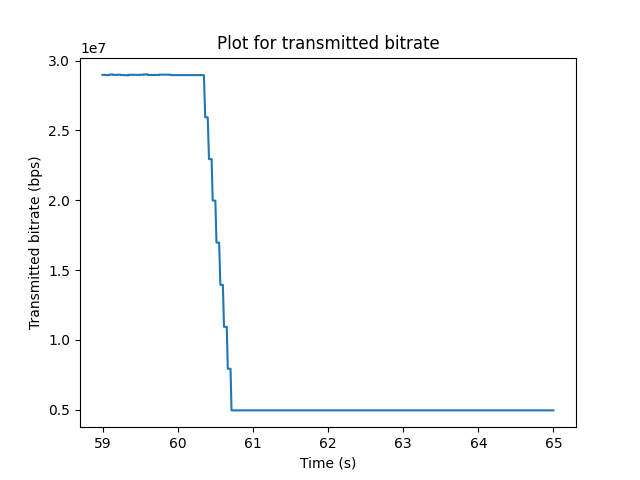 Plot for transmitted bitrate
1e7
3.0
2.5
2.0
1.5
1.0
0.5
Transmitted bitrate (bps)
59 60 61 62 63 64 65
Time (s)